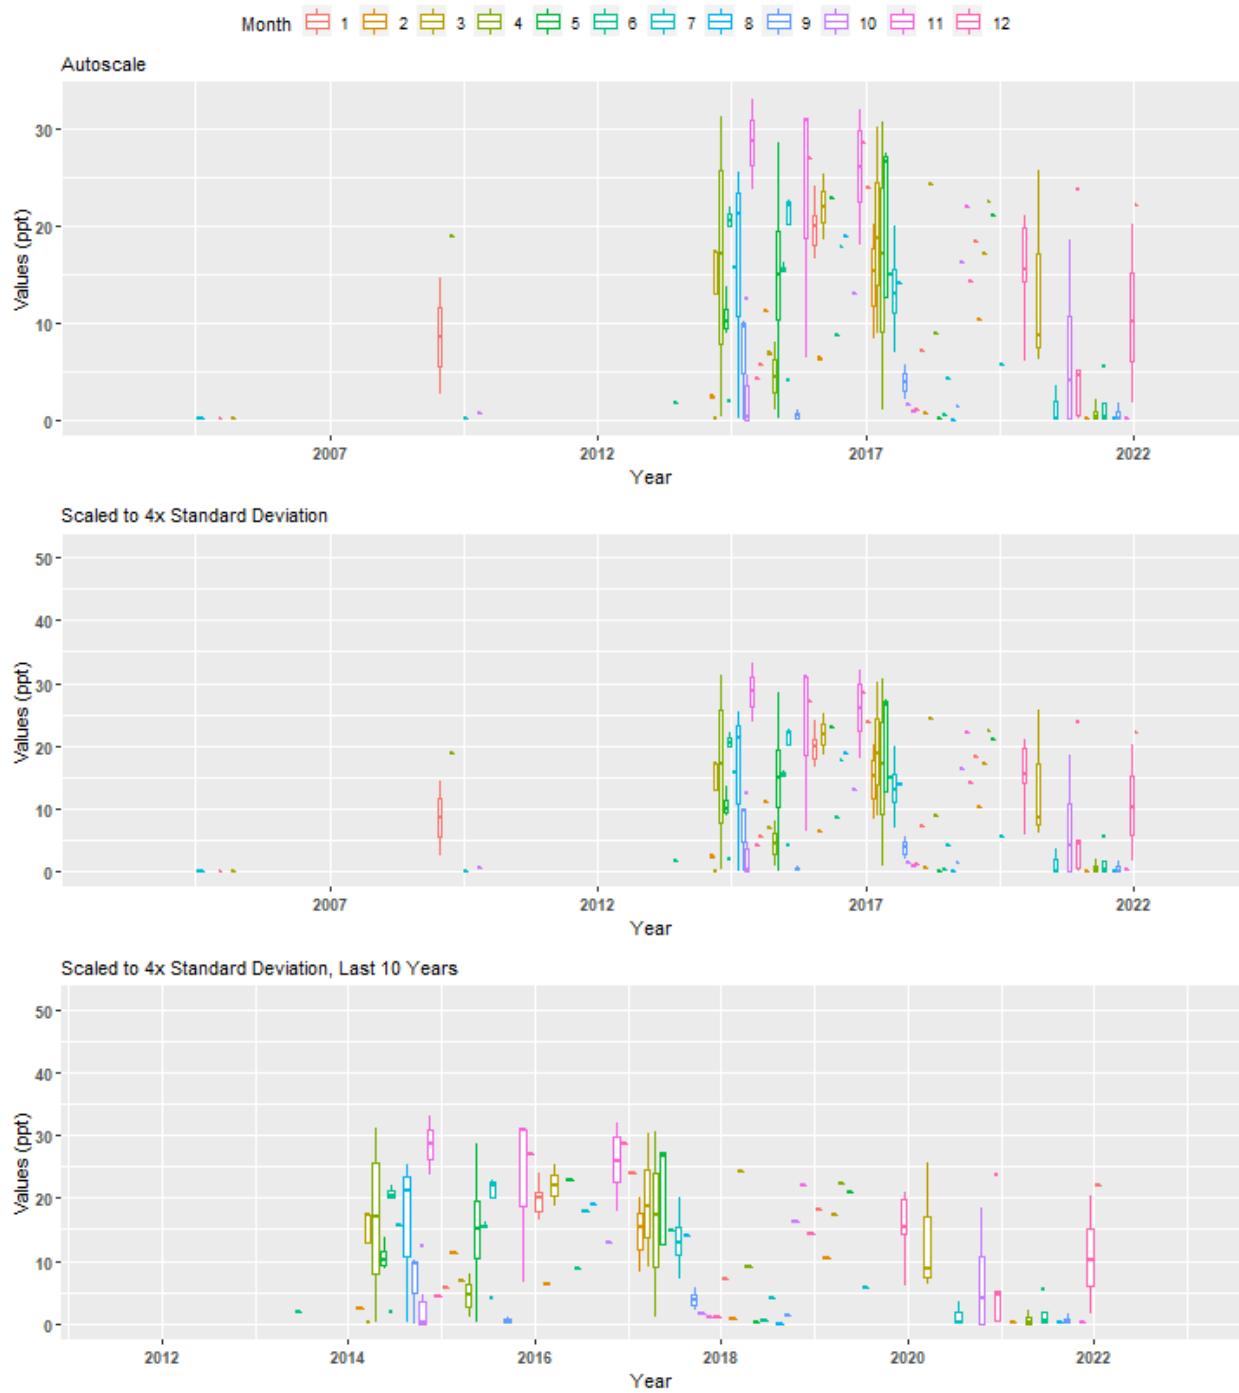 Month 1 2 3 4 5 6 7 8 9 10 11 12
Autoscale
30
20
10
0
Values (ppt)
2007 2012 2017 2022
Year
Scaled to 4x Standard Deviation
50
40
30
20
10
0
Values (ppt)
2007 2012 2017 2022
Year
Scaled to 4x Standard Deviation, Last 10 Years
50
40
30
20
10
0
Values (ppt)
2012 2014 2016 2018 2020 2022
Year